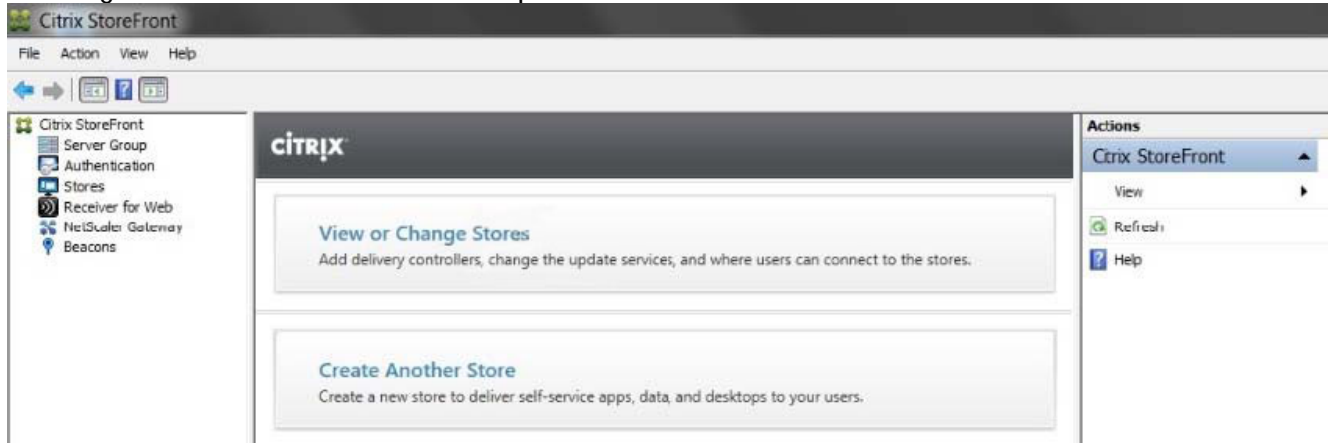 Citrix StoreFront
File Action View Help
Citrix StoreFront
Server Group
Authentication
Stores
Receiver for Web
NetScaler Gateway
Beacons
CİTRIX
View or Change Stores
Add delivery controllers, change the update services, and where users can connect to the stores.
Create Another Store
Create a new store to deliver self-service apps, data, and desktops to your users.
Actions
Citrix StoreFront
View
Refresh
Help